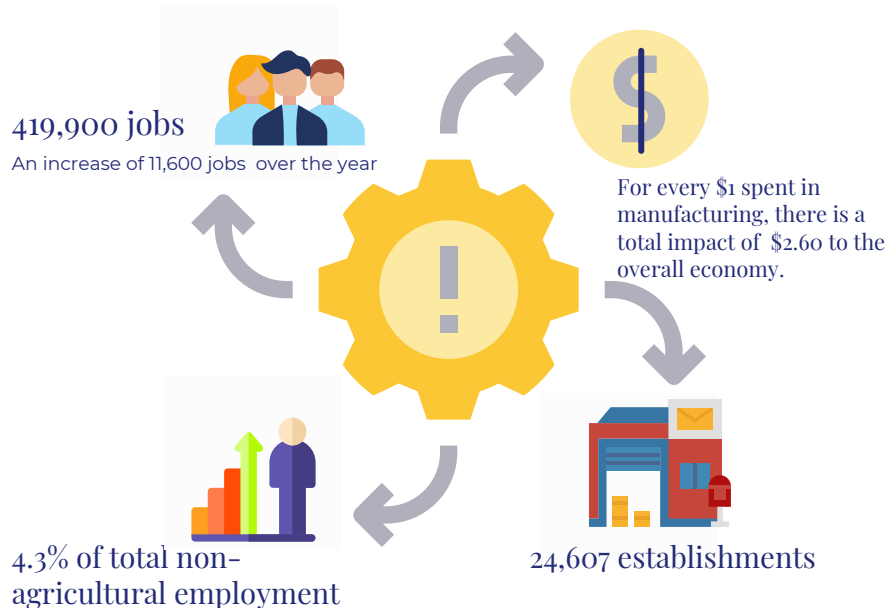 419,900 jobs
An increase of 11,600 jobs over the year
$
For every $1 spent in
manufacturing, there is a
total impact of $2.60 to the
overall economy.
!
4.3% of total non-
agricultural employment
24,607 establishments